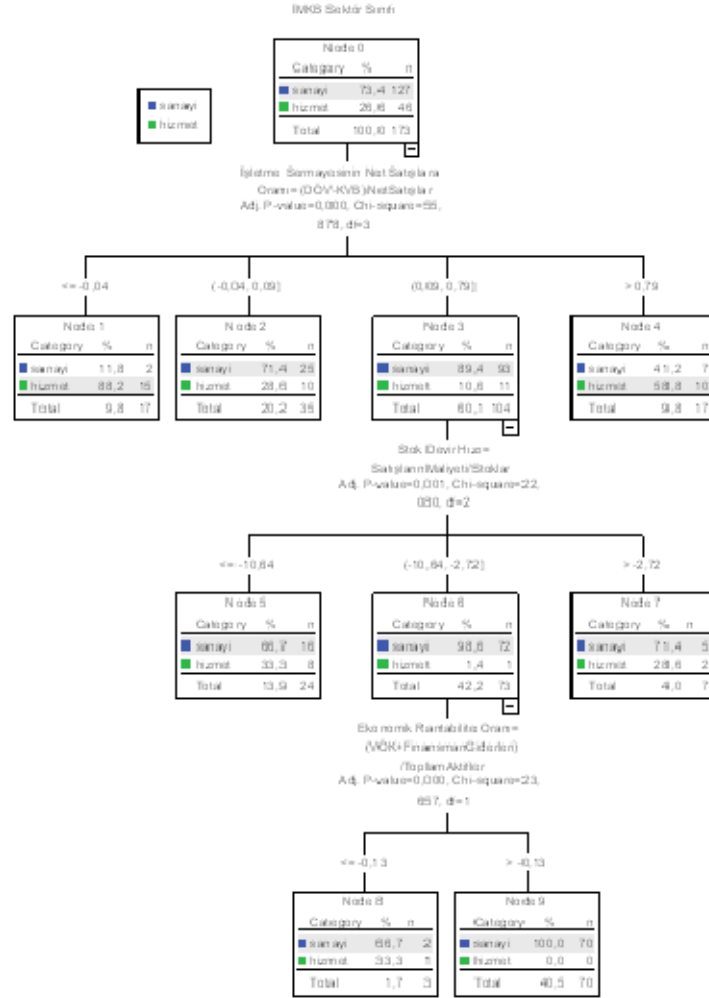 İMKB Sektör Sınıfı
sanayi
hizmet
Node 0
Category % n
sanayi 73,4 127
hizmet 26,6 46
Total 100,0 173
İşletme Sermayesinin Net Satışlara
Oranı= (DÖV-KVB)/NetSatışlar
Adj. P-value=0,000, Chi-square=55,
878, df=3
<= -0,04
(-0,04, 0,09]
(0,09, 0,79]
> 0,79
Node 1
Category % n
sanayi 11,8 2
hizmet 88,2 15
Total 9,8 17
Node 2
Category % n
sanayi 71,4 25
hizmet 28,6 10
Total 20,2 35
Node 3
Category % n
sanayi 89,4 93
hizmet 10,6 11
Total 60,1 104
Node 4
Category % n
sanayi 41,2 7
hizmet 58,8 10
Total 9,8 17
Stok Devir Hızı=
SatışlarınMaliyeti/Stoklar
Adj. P-value=0,001, Chi-square=22,
080, df=2
<= -10,64
(-10,64, -2,72]
> -2,72
Node 5
Category % n
sanayi 66,7 16
hizmet 33,3 8
Total 13,9 24
Node 6
Category % n
sanayi 98,6 72
hizmet 1,4 1
Total 42,2 73
Node 7
Category % n
sanayi 71,4 5
hizmet 28,6 2
Total 4,0 7
Ekonomik Rantabilite Oranı=
(VÖK+FinansmanGiderleri)
/ToplamAktifler
Adj. P-value=0,000, Chi-square=23,
657, df=1
<= -0,13
> -0,13
Node 8
Category % n
sanayi 66,7 2
hizmet 33,3 1
Total 1,7 3
Node 9
Category % n
sanayi 100,0 70
hizmet 0,0 0
Total 40,5 70